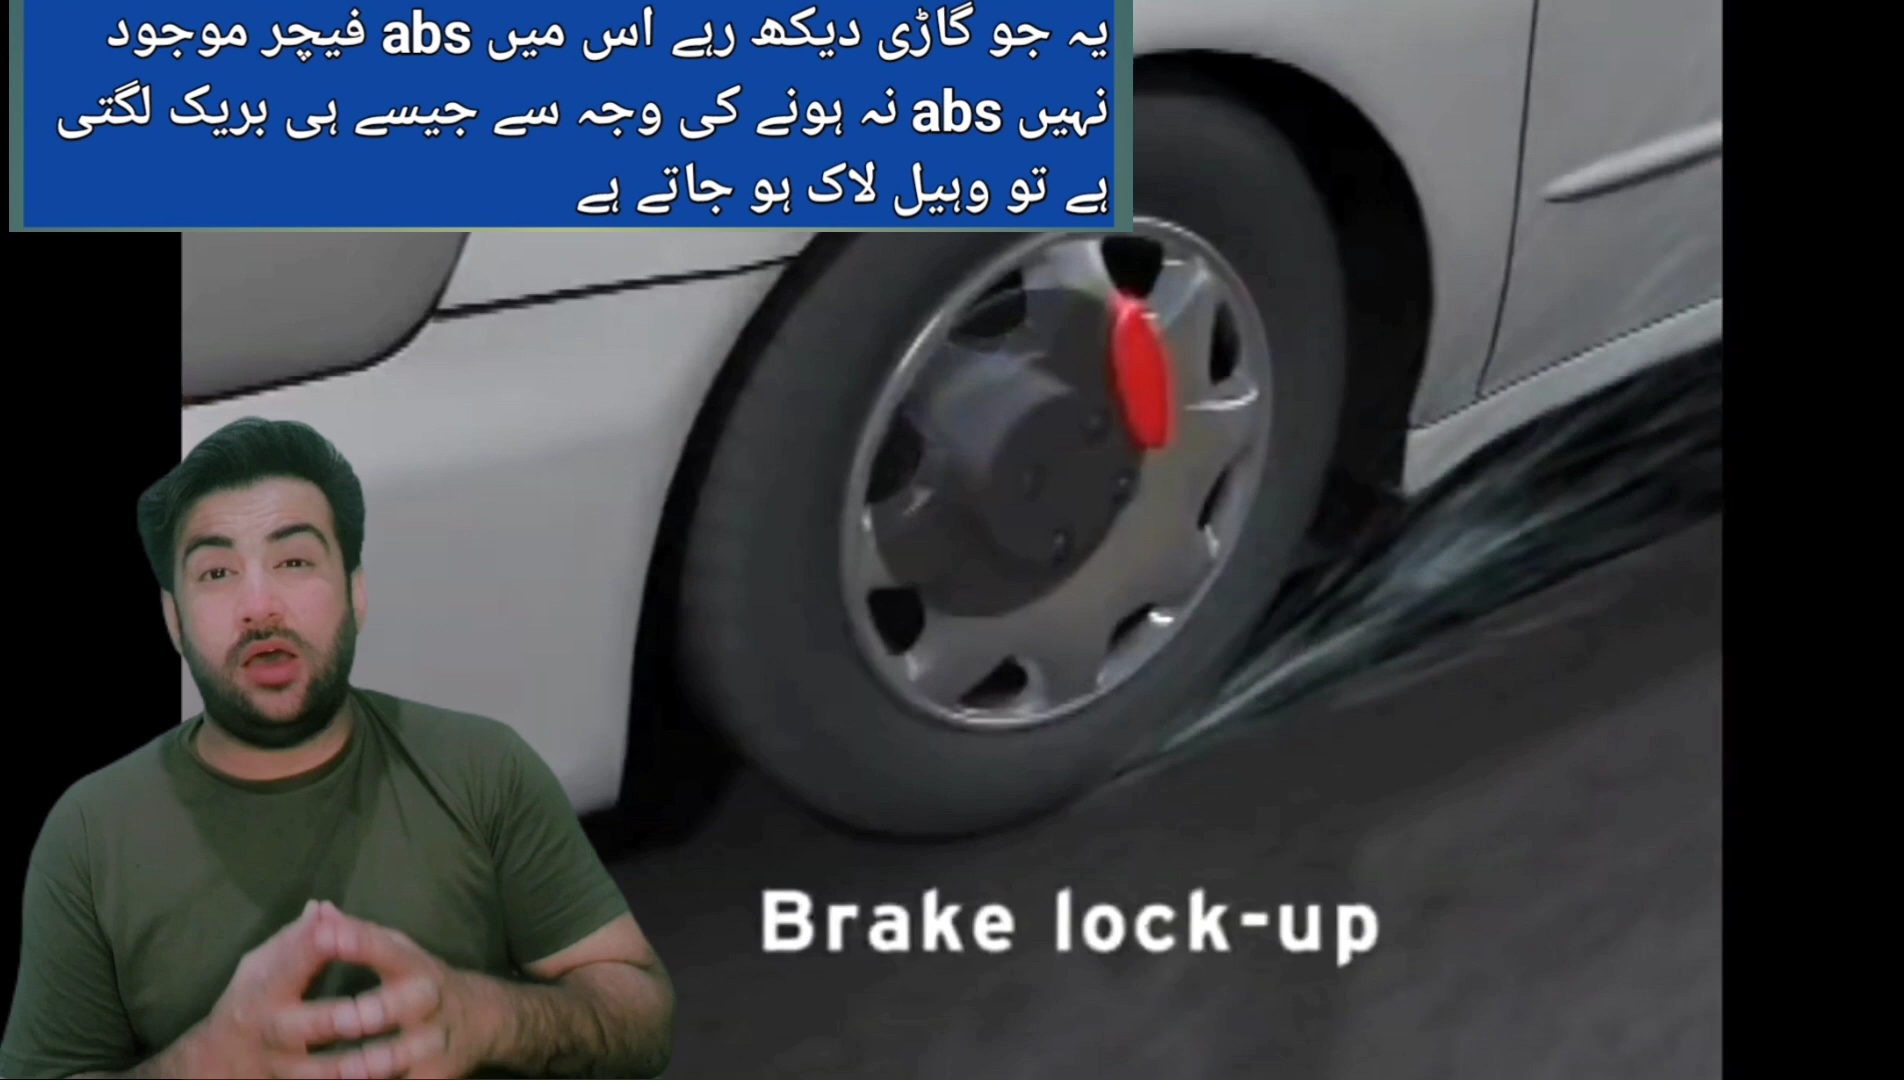 یہ جو گاڑی دیکھ رہے اس میں abs فیچر موجود
نہیں abs نہ ہونے کی وجہ سے جیسے ہی بریک لگتی
ہے تو وہیل لاک ہو جاتے ہے
Brake lock-up